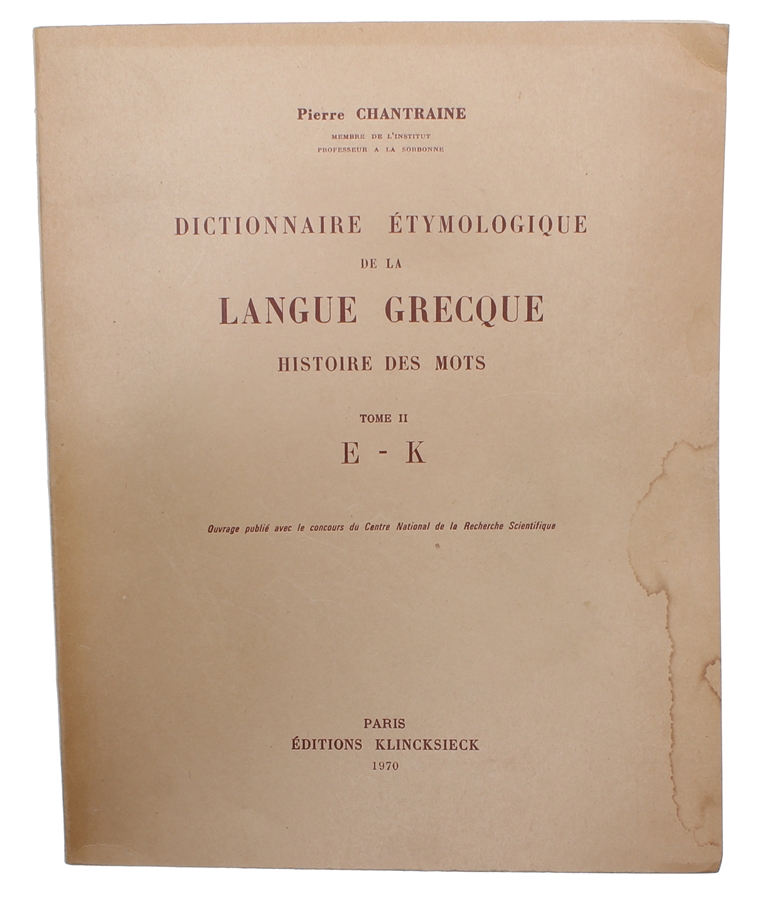 Pierre CHANTRAINE
MEMBRE DE L'INSTITUT
PROFESSEUR A LA SORBONNE
DICTIONNAIRE ÉTYMOLOGIQUE
DE LA
LANGUE GRECQUE
HISTOIRE DES MOTS
TOME II
E - K
Ouvrage publié avec le concours du Centre National de la Recherche Scientifique
PARIS
ÉDITIONS KLINCKSIECK
1970